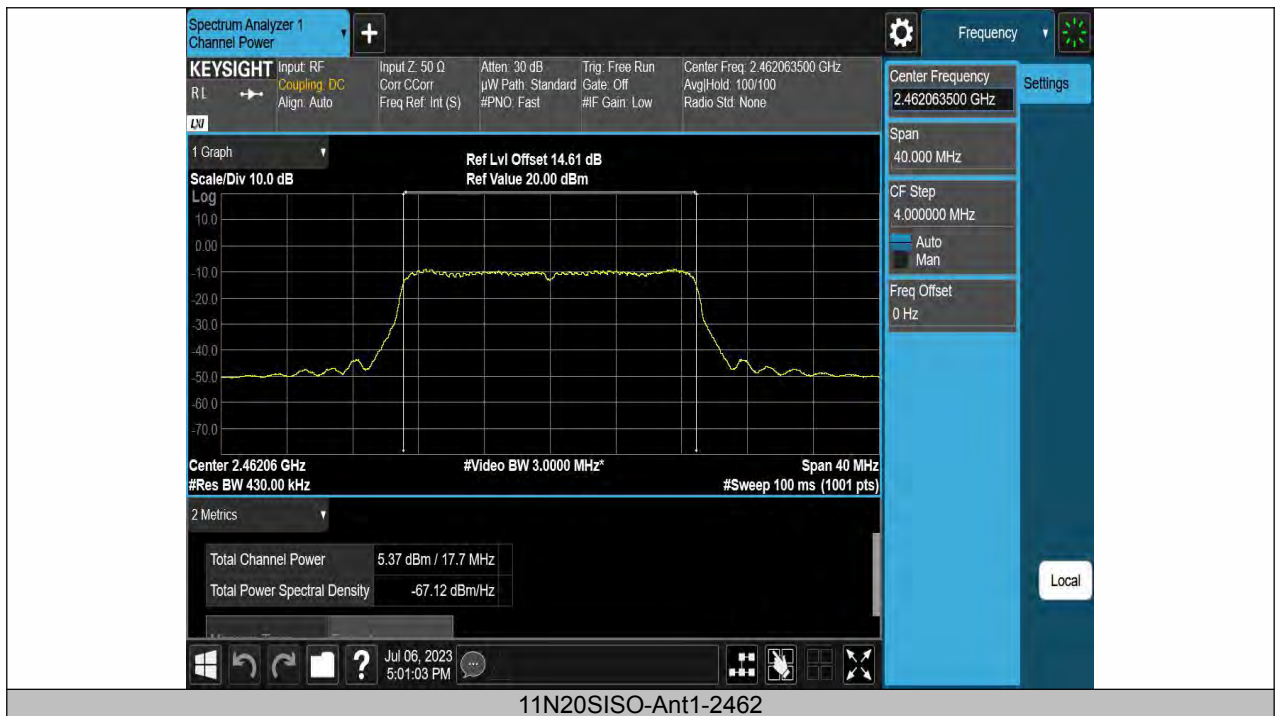 Spectrum Analyzer 1
Channel Power
+
Frequency
KEYSIGHT
RL
LXI
Input: RF
Coupling: DC
Align: Auto
Input Z: 50 Ω
Corr CCorr
Freq Ref: Int (S)
Atten: 30 dB
µW Path: Standard
#PNO: Fast
Trig: Free Run
Gate: Off
#IF Gain: Low
Center Freq: 2.462063500 GHz
Avg|Hold: 100/100
Radio Std: None
Center Frequency
2.462063500 GHz
Settings
Span
40.000 MHz
CF Step
4.000000 MHz
Auto
Man
Freq Offset
0 Hz
1 Graph
Scale/Div 10.0 dB
Ref Lvl Offset 14.61 dB
Ref Value 20.00 dBm
Log
10.0
0.00
-10.0
-20.0
-30.0
-40.0
-50.0
-60.0
-70.0
Center 2.46206 GHz
#Res BW 430.00 kHz
#Video BW 3.0000 MHz*
Span 40 MHz
#Sweep 100 ms (1001 pts)
2 Metrics
Total Channel Power 5.37 dBm / 17.7 MHz
Total Power Spectral Density -67.12 dBm/Hz
Local
?
Jul 06, 2023
5:01:03 PM
11N20SISO-Ant1-2462